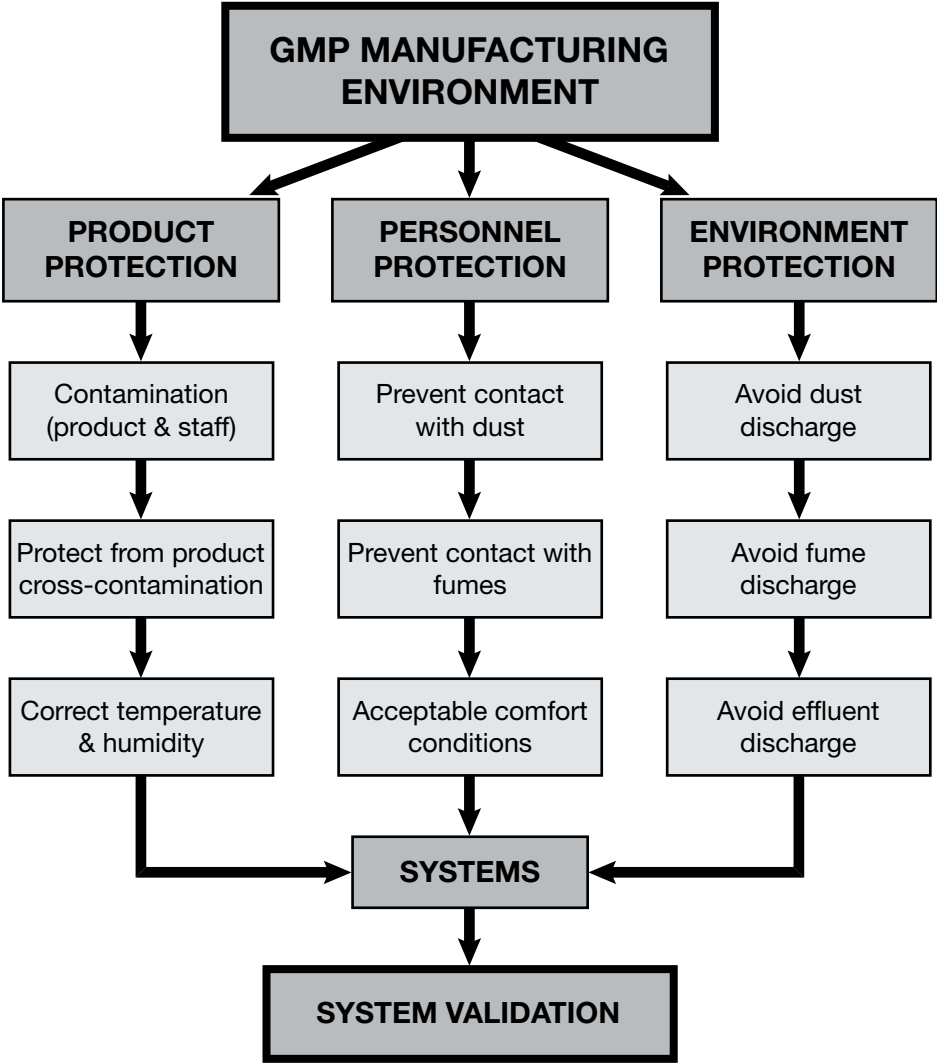 GMP MANUFACTURING
ENVIRONMENT
PRODUCT
PROTECTION
PERSONNEL
PROTECTION
ENVIRONMENT
PROTECTION
Contamination
(product & staff)
Prevent contact
with dust
Avoid dust
discharge
Protect from product
cross-contamination
Prevent contact with
fumes
Avoid fume
discharge
Correct temperature
& humidity
Acceptable comfort
conditions
Avoid effluent
discharge
SYSTEMS
SYSTEM VALIDATION